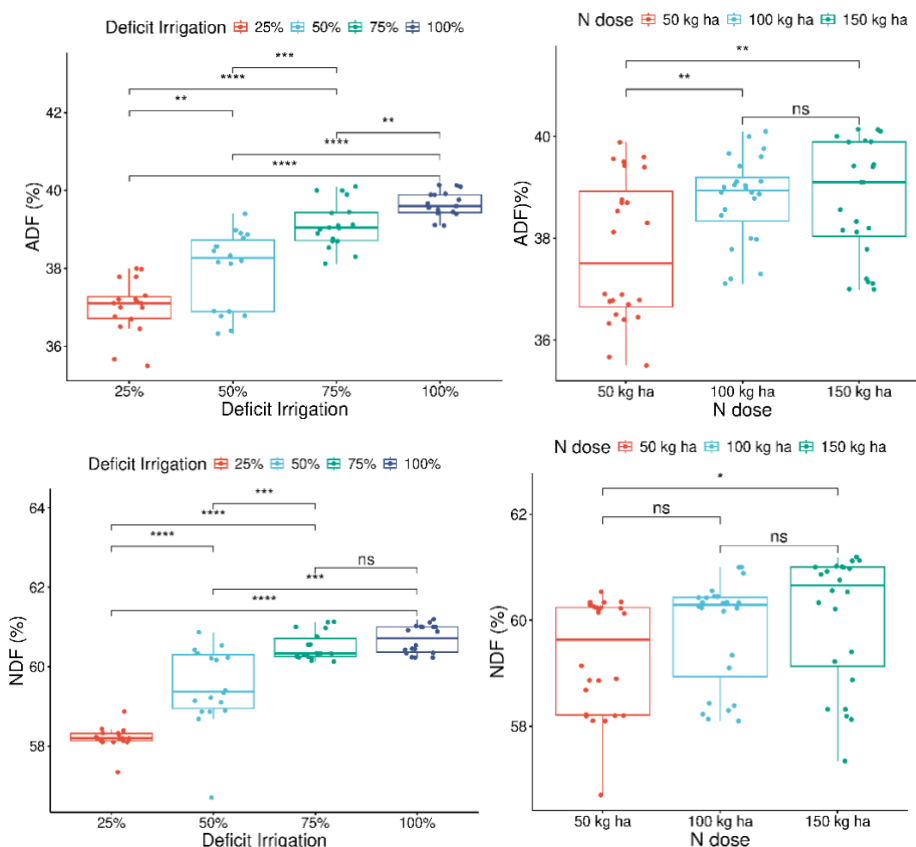 Deficit Irrigation 25% 50% 75% 100%
***
****
**
**
****
****
ADF (%)
42
40
38
36
25% 50% 75% 100%
Deficit Irrigation
N dose 50 kg ha 100 kg ha 150 kg ha
**
**
ns
ADF)%)
40
38
36
50 kg ha 100 kg ha 150 kg ha
N dose
Deficit Irrigation 25% 50% 75% 100%
***
****
****
ns
***
****
NDF (%)
64
62
60
58
25% 50% 75% 100%
Deficit Irrigation
N dose 50 kg ha 100 kg ha 150 kg ha
*
ns
ns
NDF (%)
62
60
58
50 kg ha 100 kg ha 150 kg ha
N dose